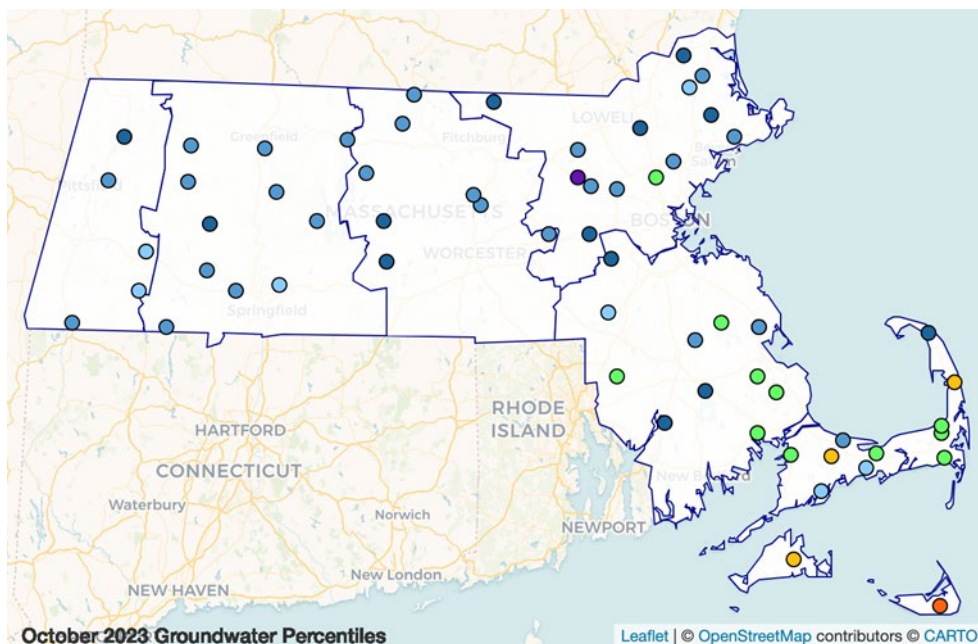 LOWELL
Greenfield
Fitchburg
Salem
Pittsfield
MASSACHUSETTS
BOSTON
WORCESTER
Springfield
RHODE
ISLAND
HARTFORD
CONNECTICUT
New Bedford
Waterbury
Norwich
NEWPORT
New London
NEW HAVEN
October 2023 Groundwater Percentiles
Leaflet | © OpenStreetMap contributors © CARTO